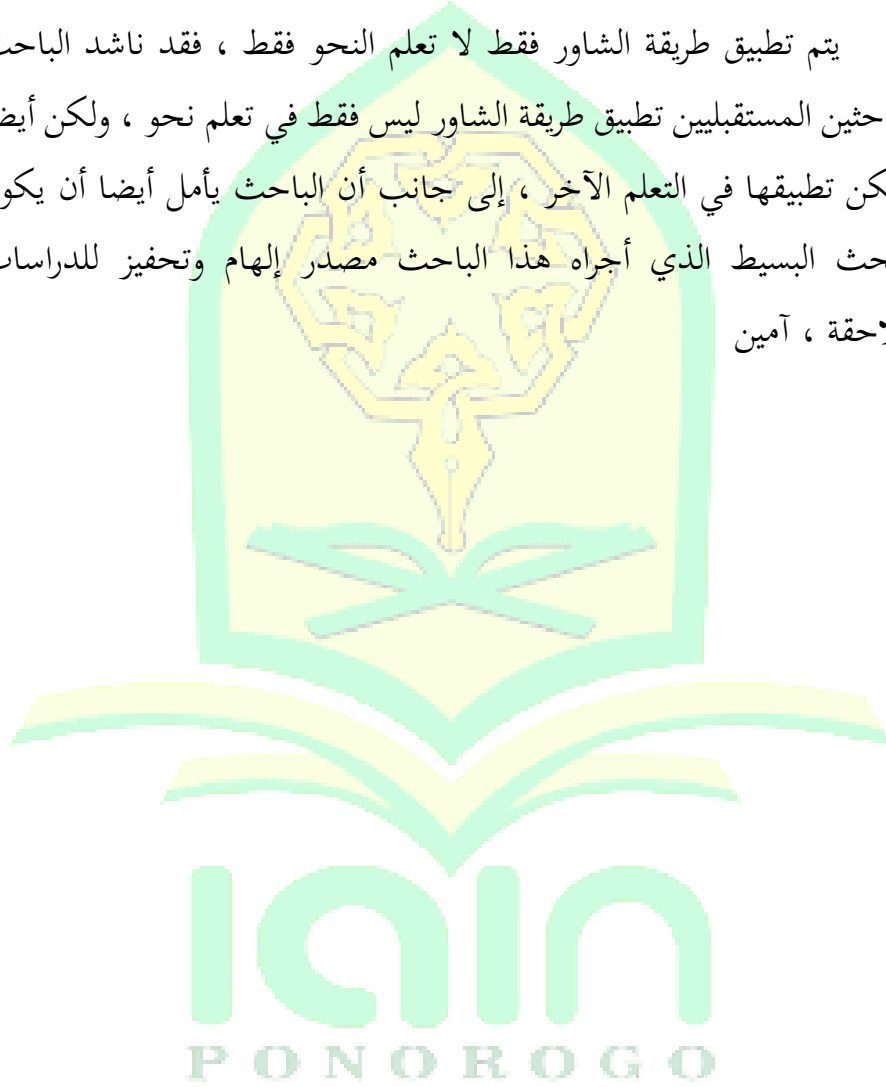 يتم تطبيق طريقة الشاور فقط لا تعلم النحو فقط ، فقد ناشد الباحث
حثين المستقبليين تطبيق طريقة الشاور ليس فقط في تعلم نحو ، ولكن أيض
كن تطبيقها في التعلم الآخر ، إلى جانب أن الباحث يأمل أيضا أن يكو
حث البسيط الذي أجراه هذا الباحث مصدر إلهام وتحفيز للدراسات
لاحقة ، آمين
iain
PONOROGO